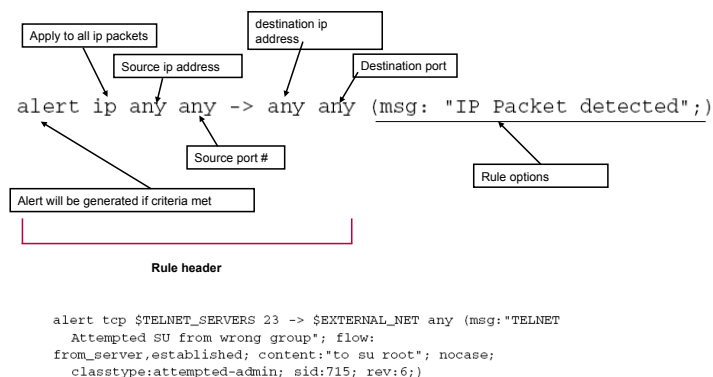 destination ip
address
Apply to all ip packets
Source ip address
Destination port
alert ip any any -> any any (msg: "IP Packet detected";)
Source port #
Rule options
Alert will be generated if criteria met
Rule header
alert tcp $TELNET_SERVERS 23 -> $EXTERNAL_NET any (msg:"TELNET
Attempted SU from wrong group"; flow:
from_server,established; content:"to su root"; nocase;
classtype:attempted-admin; sid:715; rev:6;)